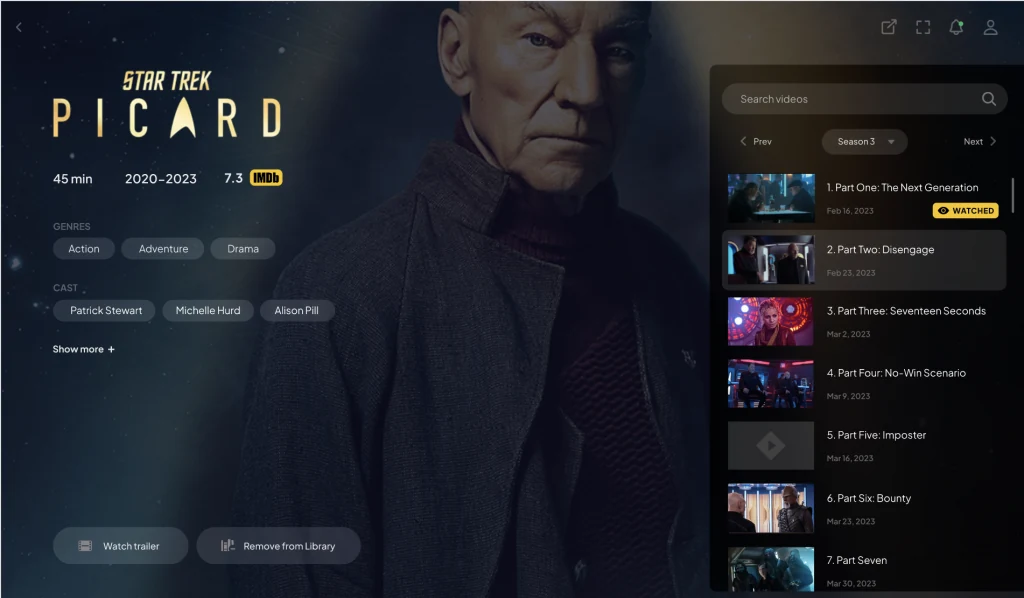 STAR TREK
PICARD
45 min 2020–2023 7.3 IMDb
GENRES
Action Adventure Drama
CAST
Patrick Stewart Michelle Hurd Alison Pill
Show more +
Watch trailer Remove from Library
Search videos
Prev Season 3 Next
1. Part One: The Next Generation
Feb 16, 2023 WATCHED
2. Part Two: Disengage
Feb 23, 2023
3. Part Three: Seventeen Seconds
Mar 2, 2023
4. Part Four: No-Win Scenario
Mar 9, 2023
5. Part Five: Imposter
Mar 16, 2023
6. Part Six: Bounty
Mar 23, 2023
7. Part Seven
Mar 30, 2023